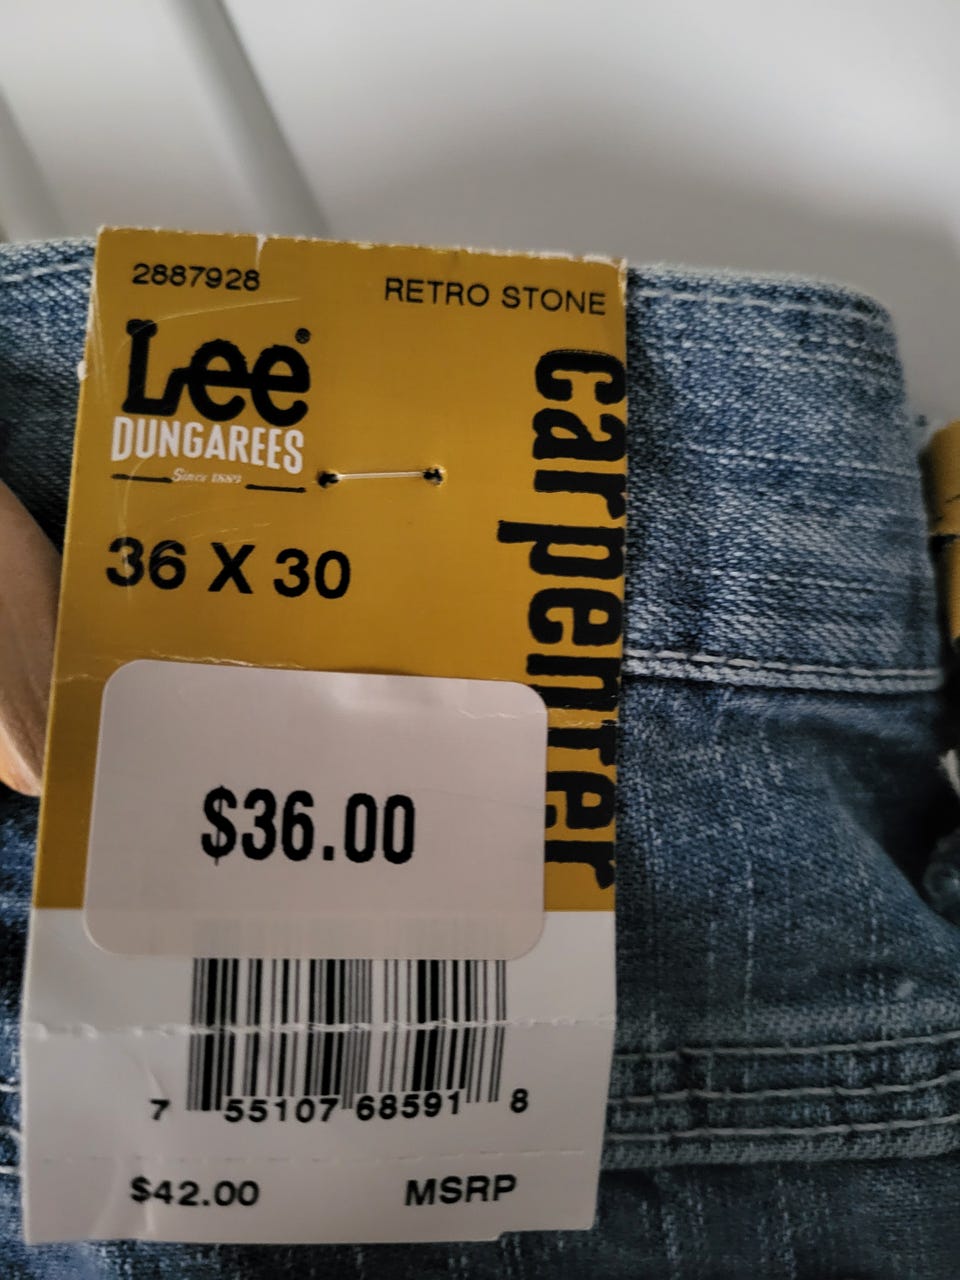 2887928 RETRO STONE
Lee®
DUNGAREES
Since 1889
carpenter
36 X 30
$36.00
7 55107 68591 8
$42.00 MSRP